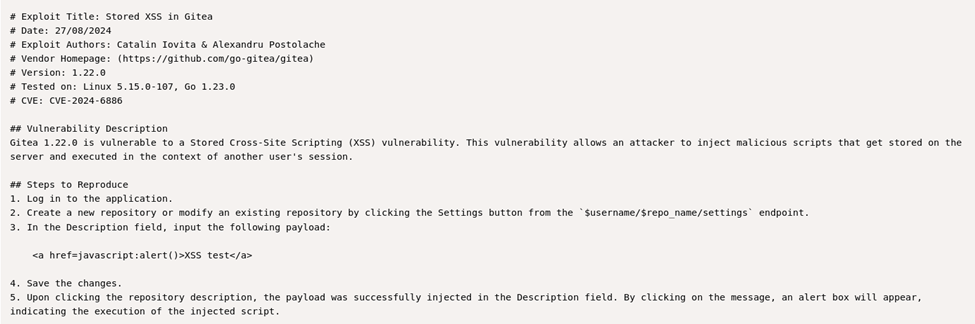 # Exploit Title: Stored XSS in Gitea
# Date: 27/08/2024
# Exploit Authors: Catalin Iovita & Alexandru Postolache
# Vendor Homepage: (https://github.com/go-gitea/gitea)
# Version: 1.22.0
# Tested on: Linux 5.15.0-107, Go 1.23.0
# CVE: CVE-2024-6886
## Vulnerability Description
Gitea 1.22.0 is vulnerable to a Stored Cross-Site Scripting (XSS) vulnerability. This vulnerability allows an attacker to inject malicious scripts that get stored on the
server and executed in the context of another user's session.
## Steps to Reproduce
1. Log in to the application.
2. Create a new repository or modify an existing repository by clicking the Settings button from the `$username/$repo_name/settings` endpoint.
3. In the Description field, input the following payload:
    <a href=javascript:alert()>XSS test</a>
4. Save the changes.
5. Upon clicking the repository description, the payload was successfully injected in the Description field. By clicking on the message, an alert box will appear,
indicating the execution of the injected script.